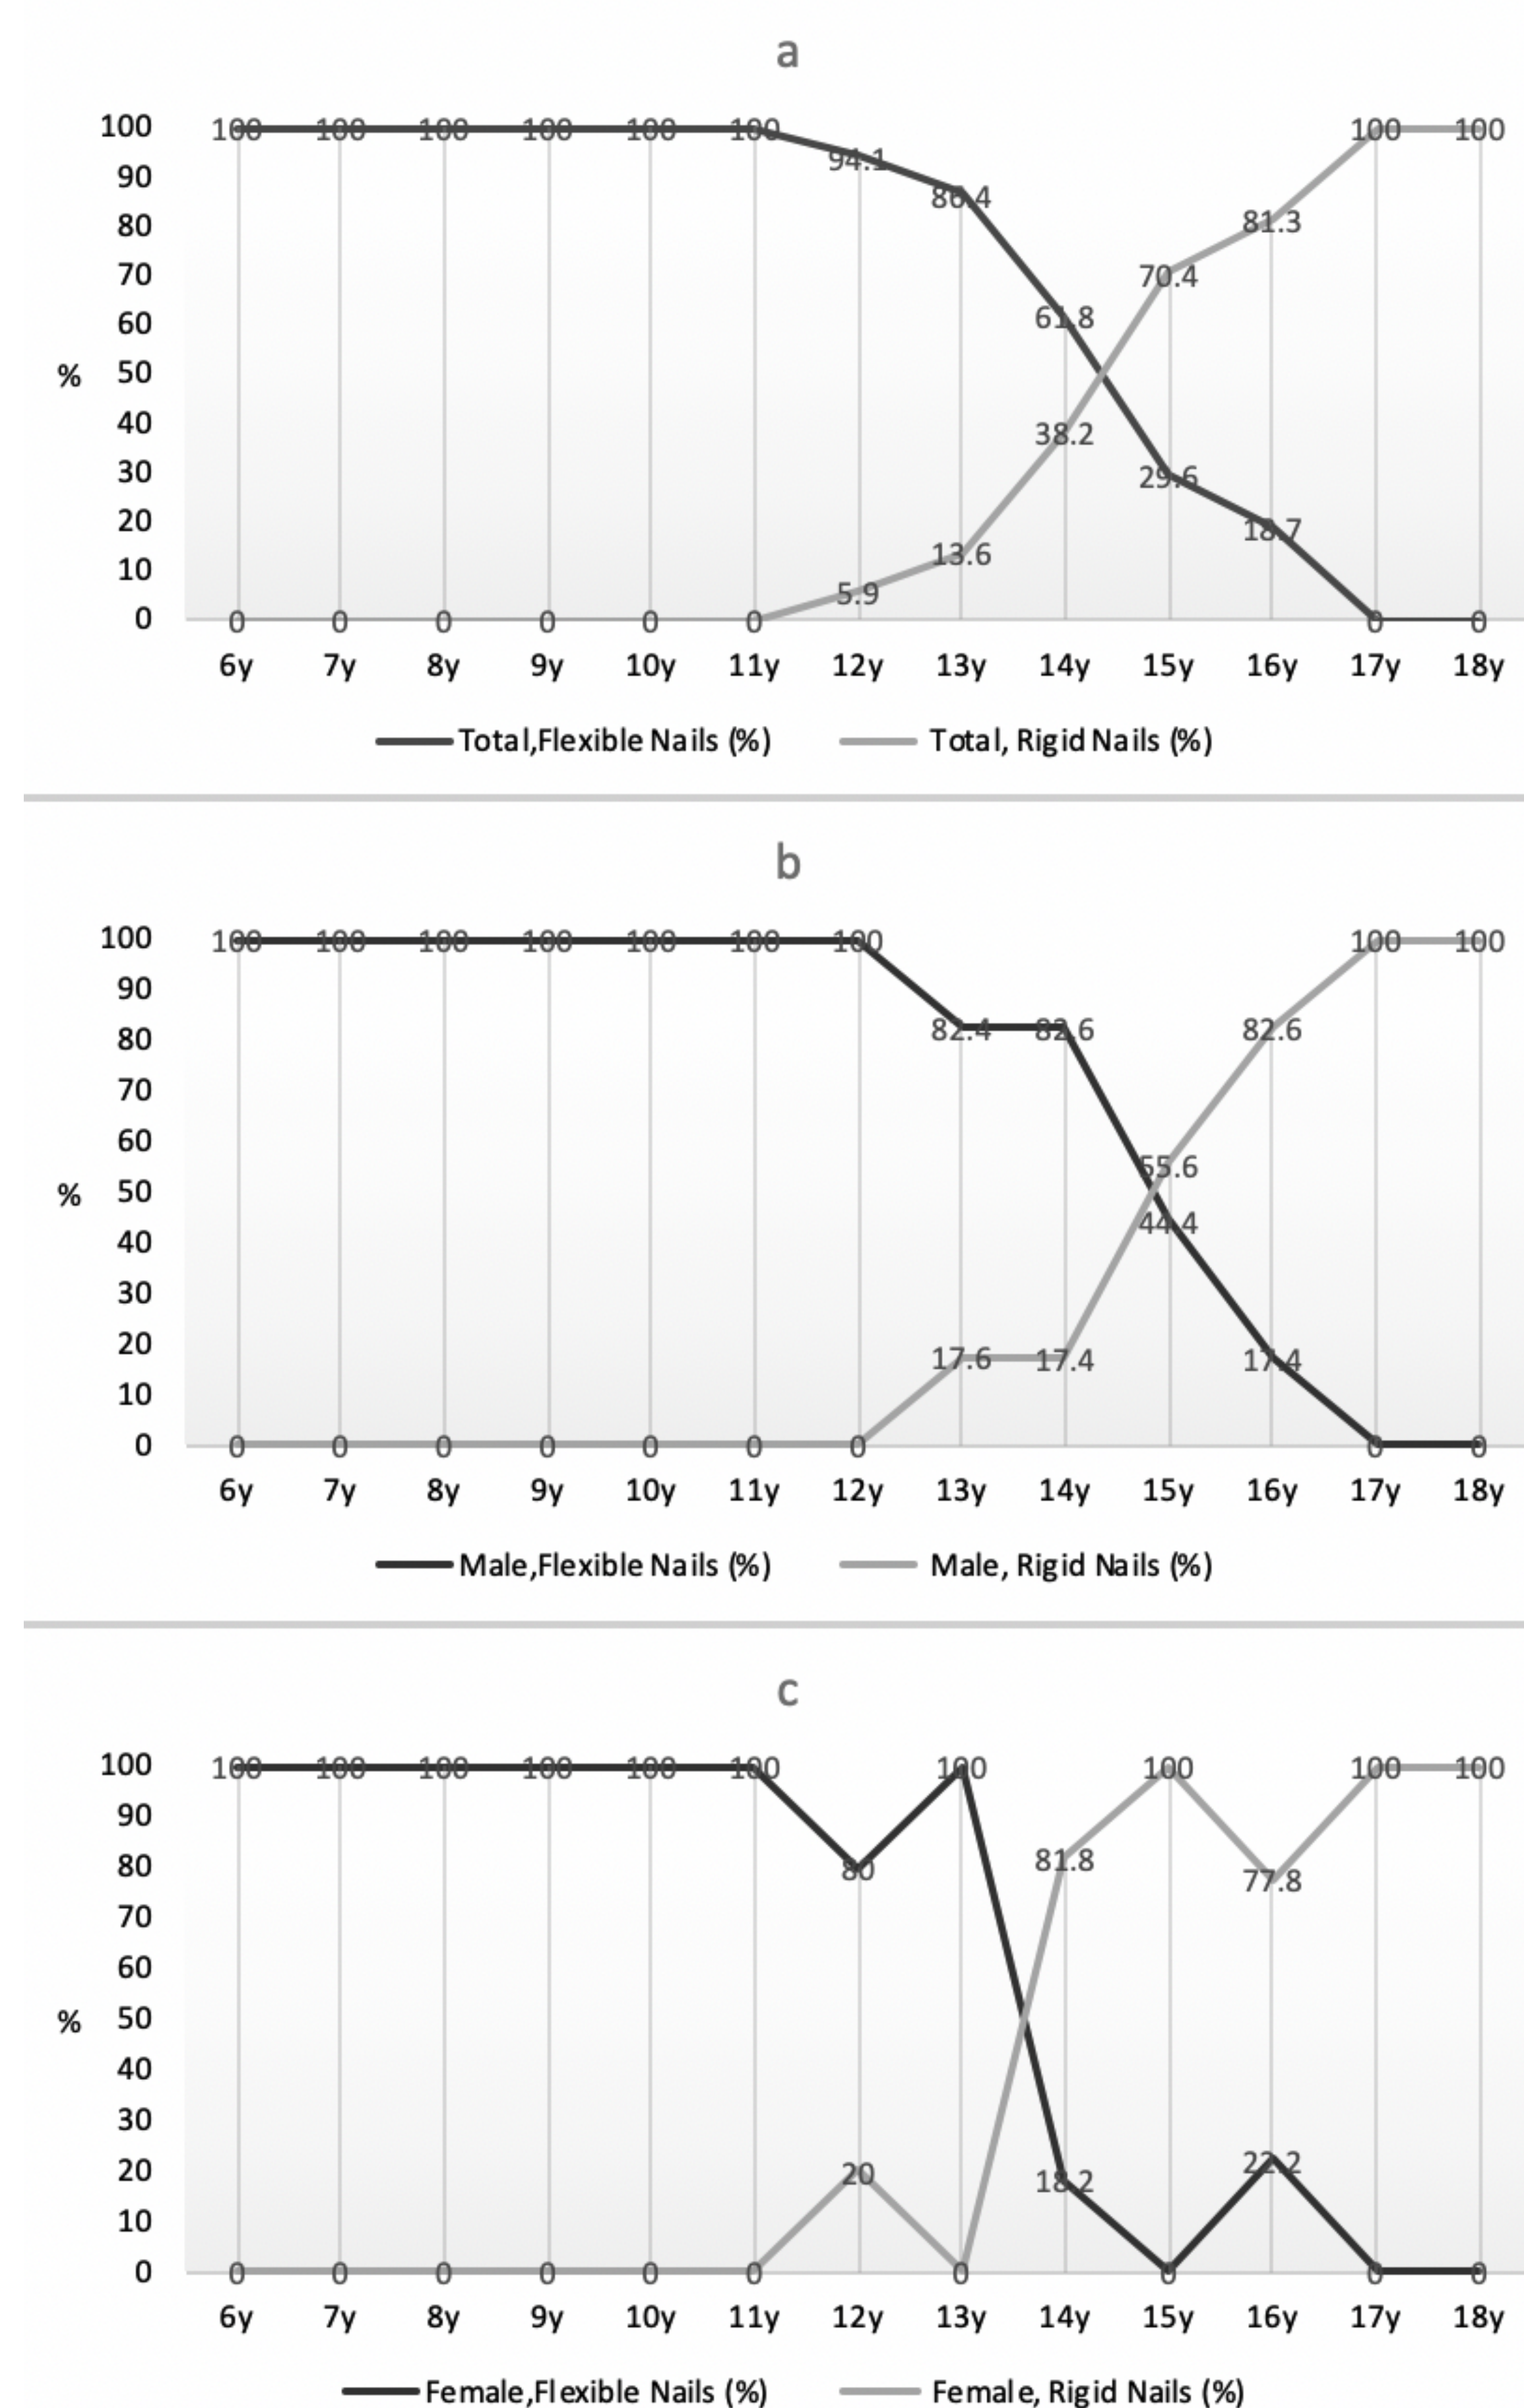 a
100 100 100 100 100 100 100 100 100
94.1
90
86.4
80 81.3
70 70.4
60 61.8
% 50
40 38.2
30 29.6
20 18.7
10 13.6
5.9
0 0 0 0 0 0 0 0 0
6y 7y 8y 9y 10y 11y 12y 13y 14y 15y 16y 17y 18y
Total,Flexible Nails (%) Total, Rigid Nails (%)
b
100 100 100 100 100 100 100 100 100 100
90
80 82.4 82.6 82.6
70
60 55.6
% 50
40 44.4
30
20 17.6 17.4 17.4
10
0 0 0 0 0 0 0 0 0 0
6y 7y 8y 9y 10y 11y 12y 13y 14y 15y 16y 17y 18y
Male,Flexible Nails (%) Male, Rigid Nails (%)
c
100 100 100 100 100 100 100 100 100 100 100
90
80 80 81.8 77.8
70
60
% 50
40
30
20 20 18.2 22.2
10
0 0 0 0 0 0 0 0 0 0 0
6y 7y 8y 9y 10y 11y 12y 13y 14y 15y 16y 17y 18y
Female,Flexible Nails (%) Female, Rigid Nails (%)